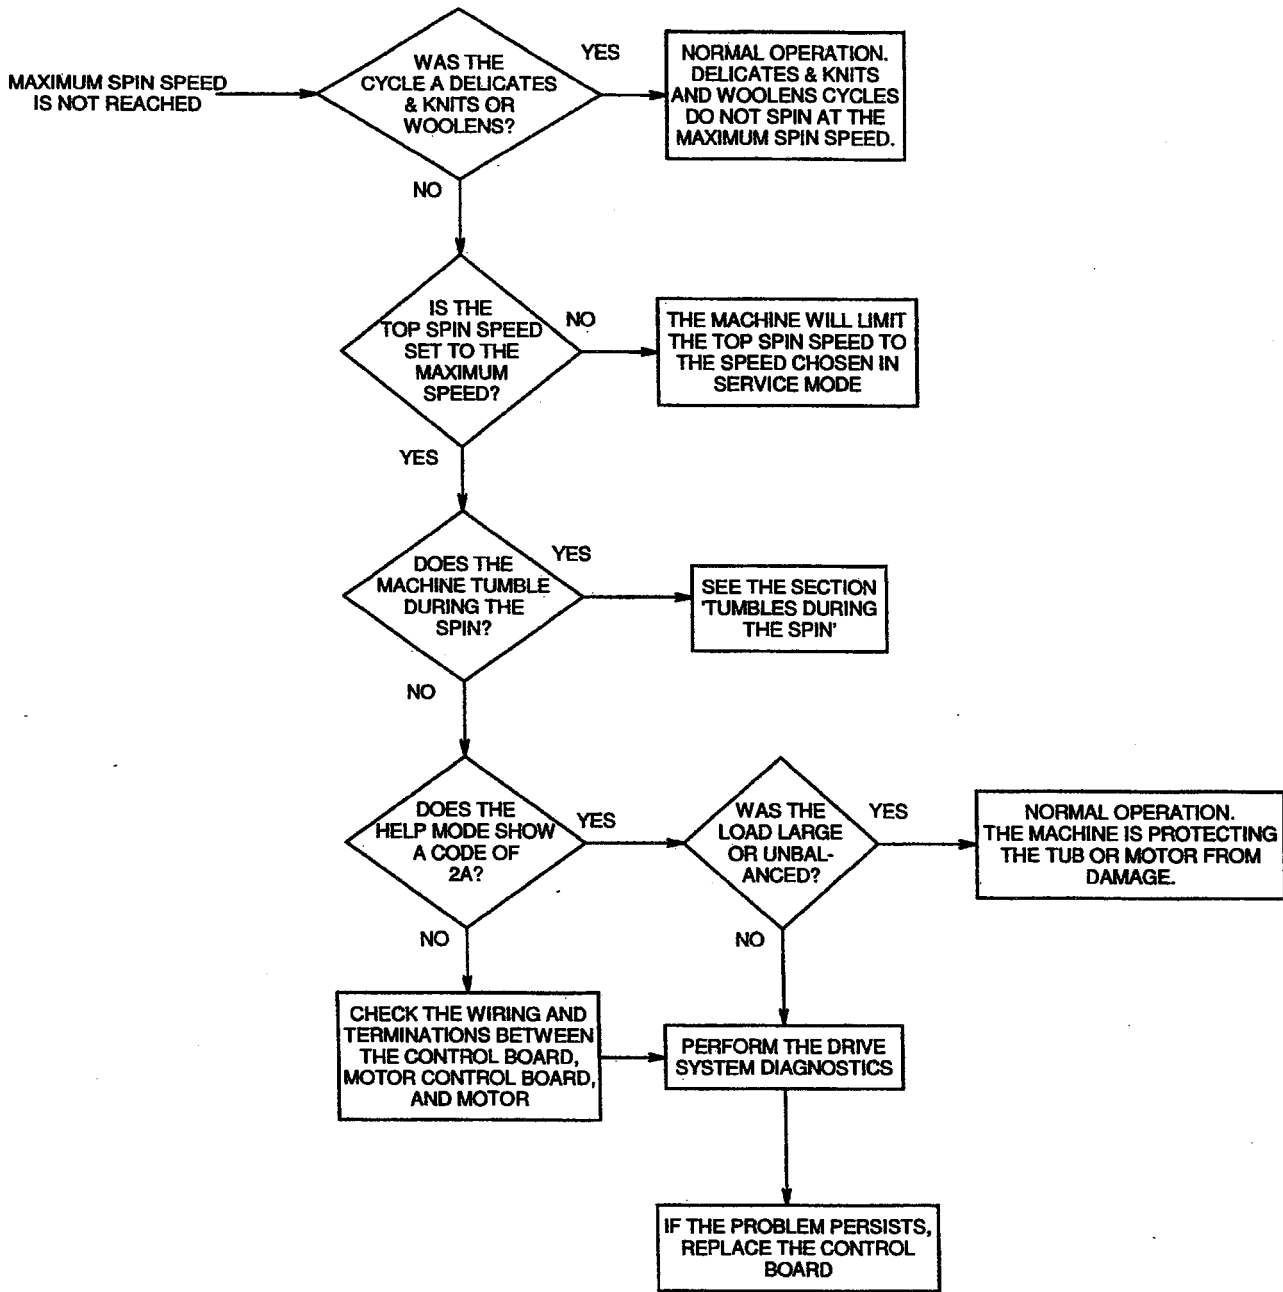 MAXIMUM SPIN SPEED
IS NOT REACHED
WAS THE
CYCLE A DELICATES
& KNITS OR
WOOLENS?
YES
NORMAL OPERATION.
DELICATES & KNITS
AND WOOLENS CYCLES
DO NOT SPIN AT THE
MAXIMUM SPIN SPEED.
NO
IS THE
TOP SPIN SPEED
SET TO THE
MAXIMUM
SPEED?
NO
THE MACHINE WILL LIMIT
THE TOP SPIN SPEED TO
THE SPEED CHOSEN IN
SERVICE MODE
YES
DOES THE
MACHINE TUMBLE
DURING THE
SPIN?
YES
SEE THE SECTION
'TUMBLES DURING
THE SPIN'
NO
DOES THE
HELP MODE SHOW
A CODE OF
2A?
YES
WAS THE
LOAD LARGE
OR UNBAL-
ANCED?
YES
NORMAL OPERATION.
THE MACHINE IS PROTECTING
THE TUB OR MOTOR FROM
DAMAGE.
NO
NO
CHECK THE WIRING AND
TERMINATIONS BETWEEN
THE CONTROL BOARD,
MOTOR CONTROL BOARD,
AND MOTOR
PERFORM THE DRIVE
SYSTEM DIAGNOSTICS
IF THE PROBLEM PERSISTS,
REPLACE THE CONTROL
BOARD